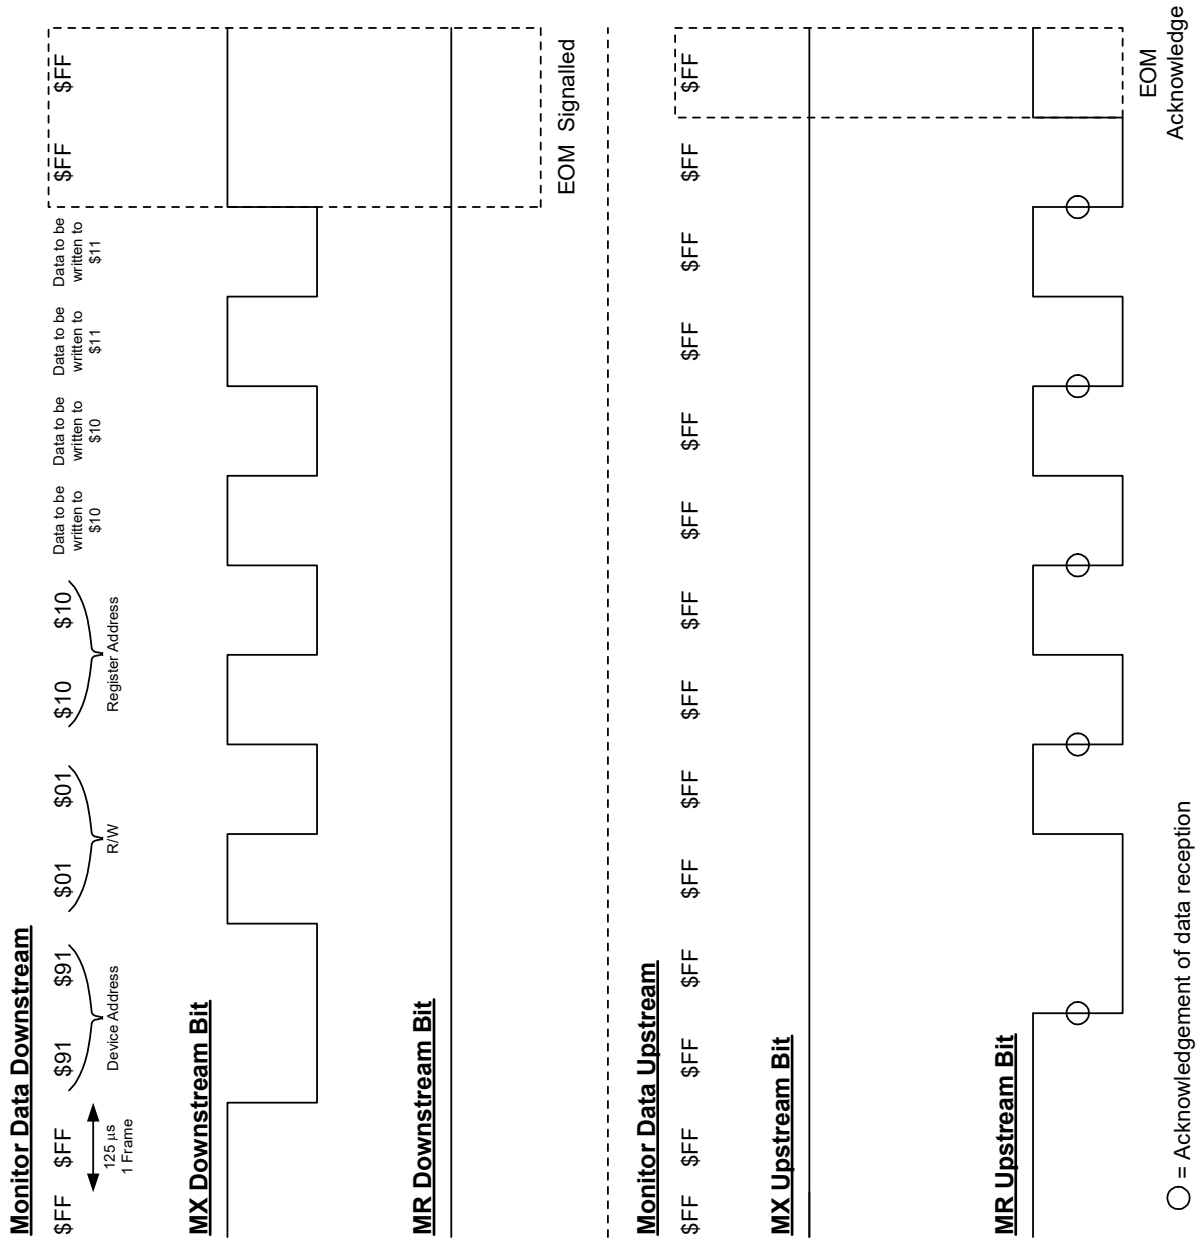 Monitor Data Downstream
$FF $FF $91 $91 $01 $01 $10 $10 $FF $FF
Data to be
written to
$10
Data to be
written to
$10
Data to be
written to
$11
Data to be
written to
$11
125 µs
1 Frame
Device Address
R/W
Register Address
MX Downstream Bit
MR Downstream Bit
EOM Signalled
Monitor Data Upstream
$FF $FF $FF $FF $FF $FF $FF $FF $FF $FF $FF $FF $FF $FF
MX Upstream Bit
MR Upstream Bit
EOM
Acknowledge
= Acknowledgement of data reception